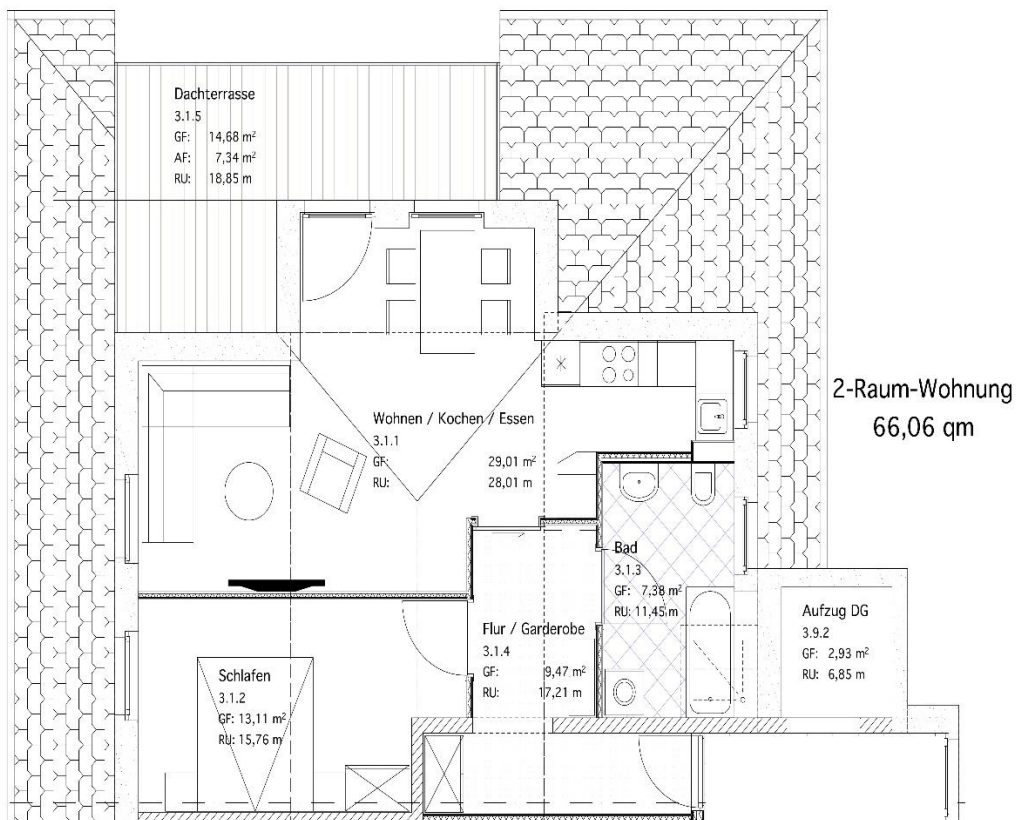 Dachterrasse
3.1.5
GF: 14,68 m²
AF: 7,34 m²
RU: 18,85 m
Wohnen / Kochen / Essen
3.1.1
GF: 29,01 m²
RU: 28,01 m
2-Raum-Wohnung
66,06 qm
Bad
3.1.3
GF: 7,38 m²
RU: 11,45 m
Aufzug DG
3.9.2
GF: 2,93 m²
RU: 6,85 m
Flur / Garderobe
3.1.4
GF: 9,47 m²
RU: 17,21 m
Schlafen
3.1.2
GF: 13,11 m²
RU: 15,76 m